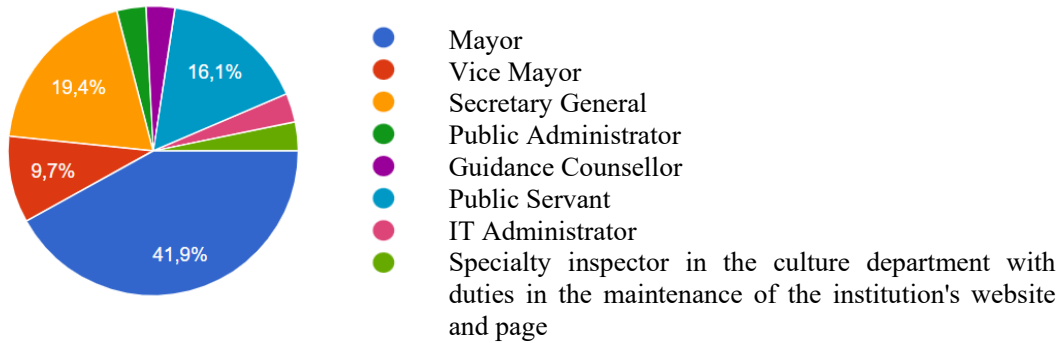 16,1%
19,4%
9,7%
41,9%
Mayor
Vice Mayor
Secretary General
Public Administrator
Guidance Counsellor
Public Servant
IT Administrator
Specialty inspector in the culture department with
duties in the maintenance of the institution's website
and page